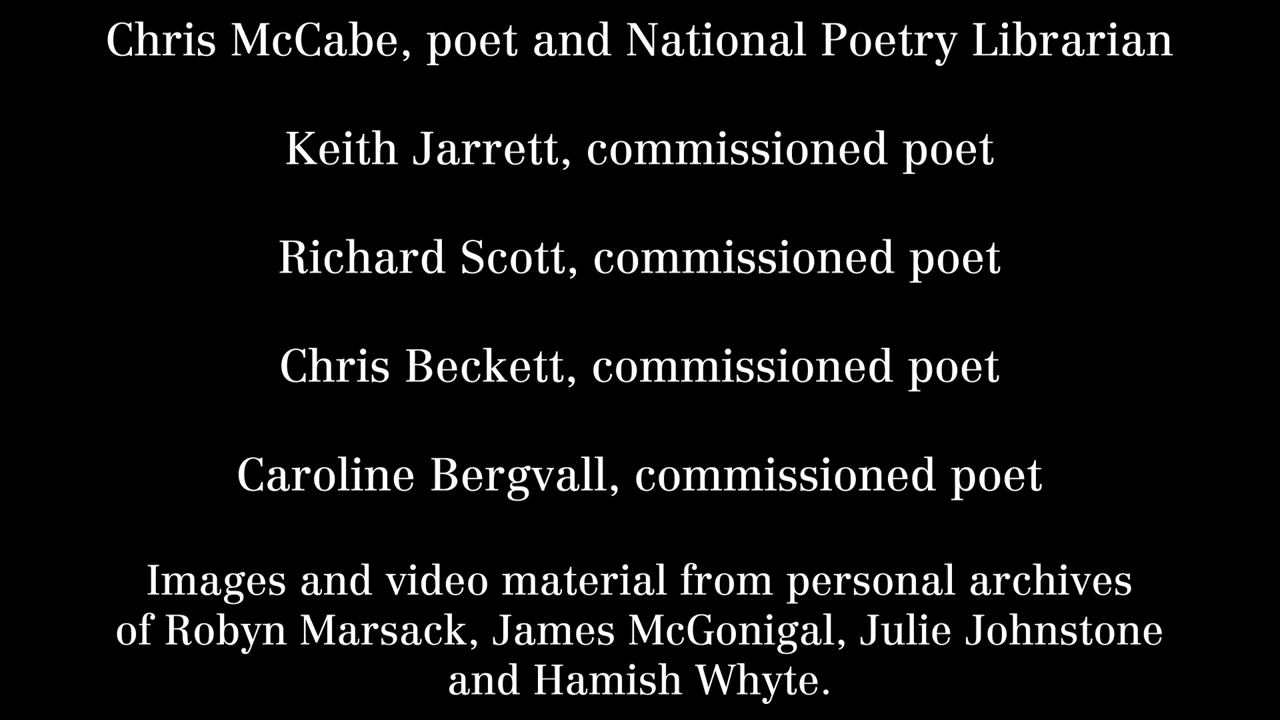 Chris McCabe, poet and National Poetry Librarian
Keith Jarrett, commissioned poet
Richard Scott, commissioned poet
Chris Beckett, commissioned poet
Caroline Bergvall, commissioned poet
Images and video material from personal archives
of Robyn Marsack, James McGonigal, Julie Johnstone
and Hamish Whyte.